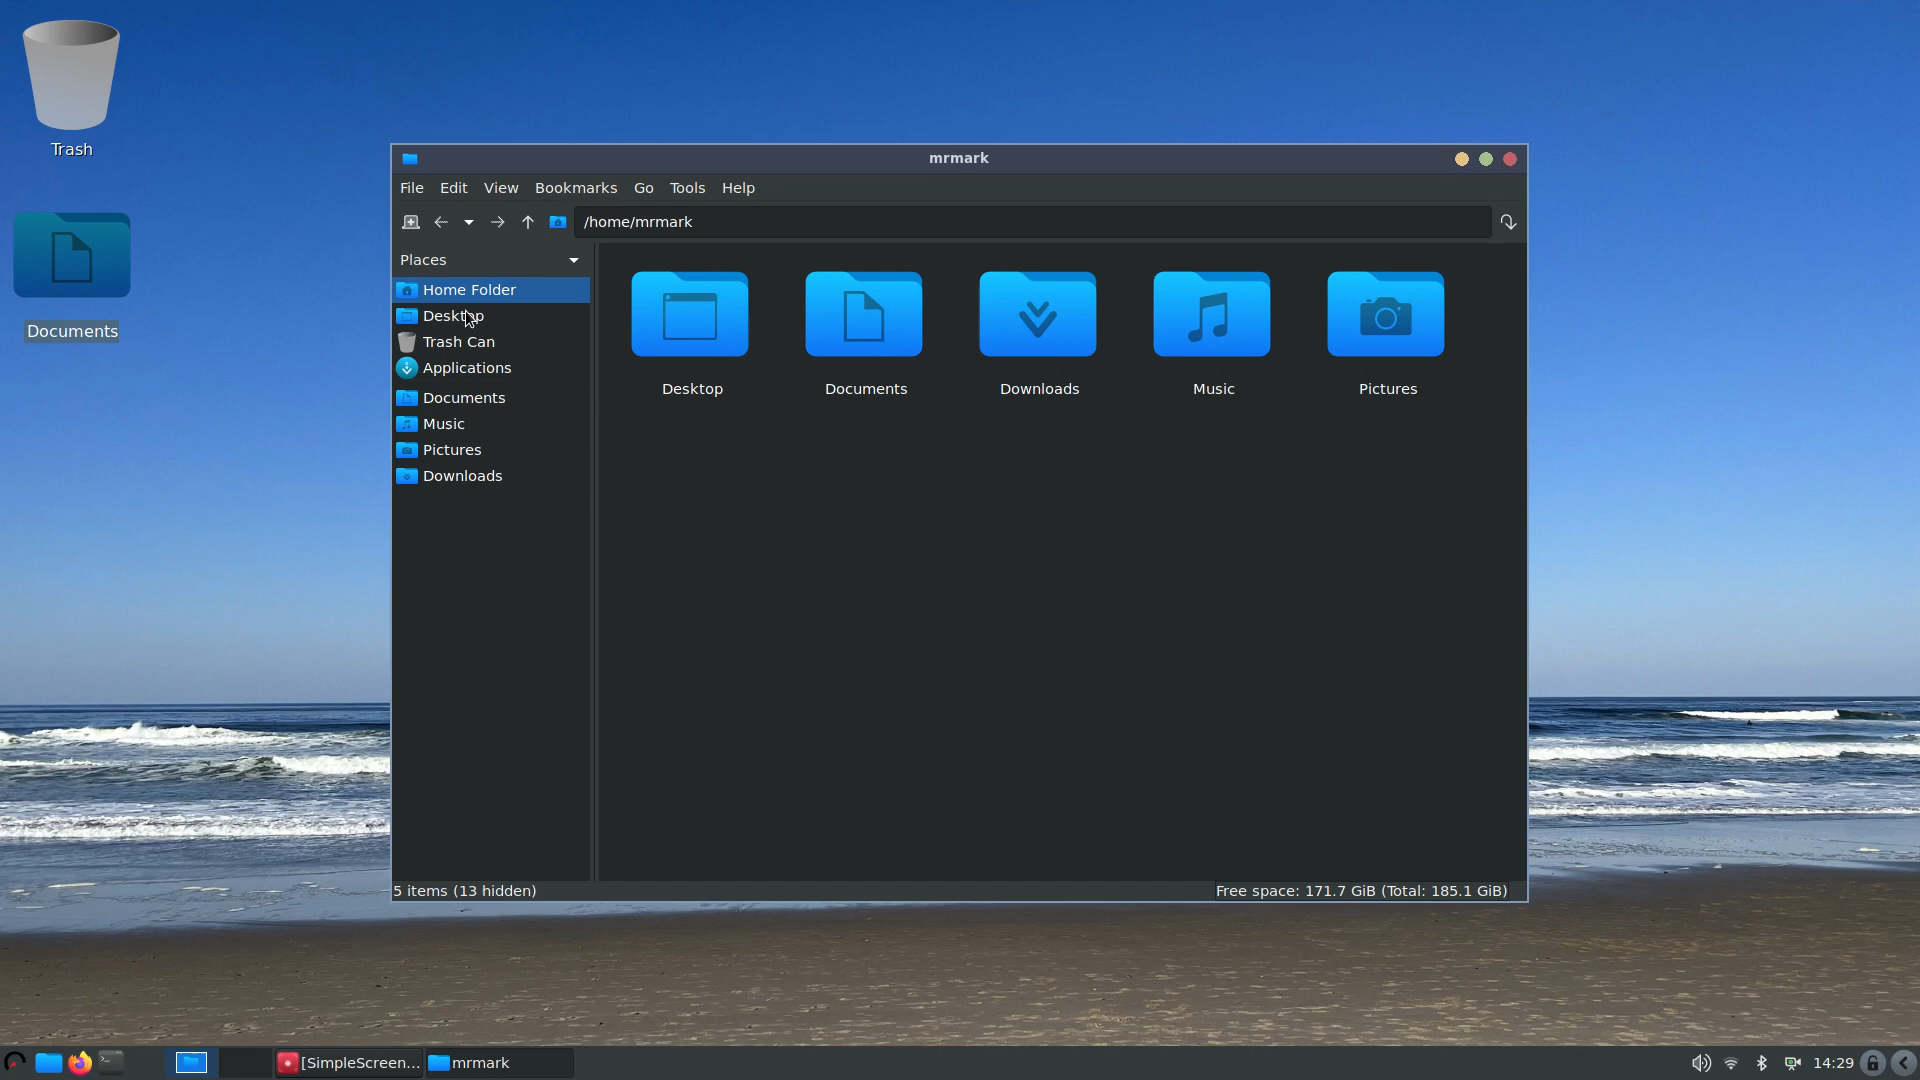 Trash
Documents
mrmark
File Edit View Bookmarks Go Tools Help
/home/mrmark
Places
Home Folder
Desktop
Trash Can
Applications
Documents
Music
Pictures
Downloads
Desktop Documents Downloads Music Pictures
5 items (13 hidden) Free space: 171.7 GiB (Total: 185.1 GiB)
[SimpleScreen... mrmark 14:29